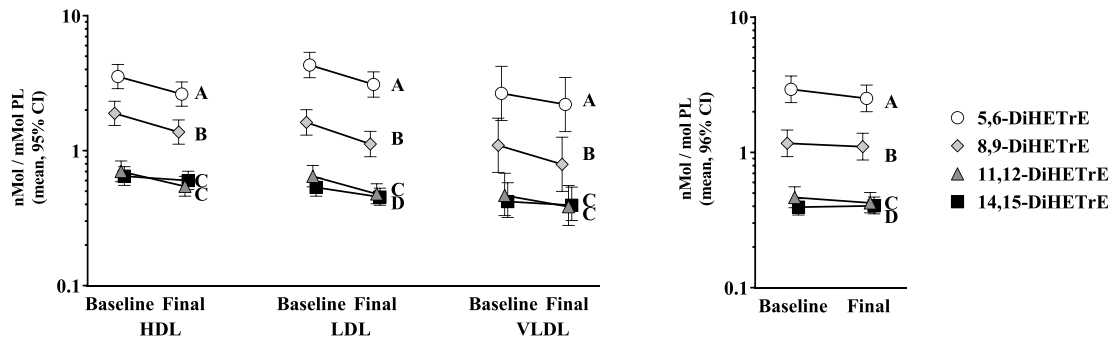 nMol / mMol PL
(mean, 95% CI)
10
1
0.1
A
B
C
C
A
B
C
D
A
B
C
C
Baseline Final
HDL
Baseline Final
LDL
Baseline Final
VLDL
nMol / mol PL
(mean, 96% CI)
10
1
0.1
A
B
C
D
Baseline Final
5,6-DiHETrE
8,9-DiHETrE
11,12-DiHETrE
14,15-DiHETrE